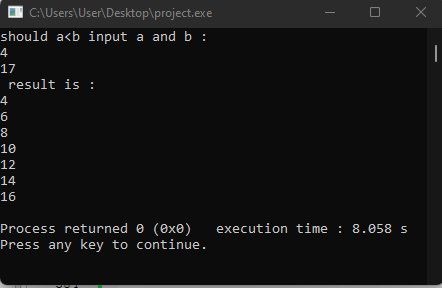 C:\Users\User\Desktop\project.exe
should a<b input a and b :
4
17
 result is :
4
6
8
10
12
14
16

Process returned 0 (0x0)   execution time : 8.058 s
Press any key to continue.